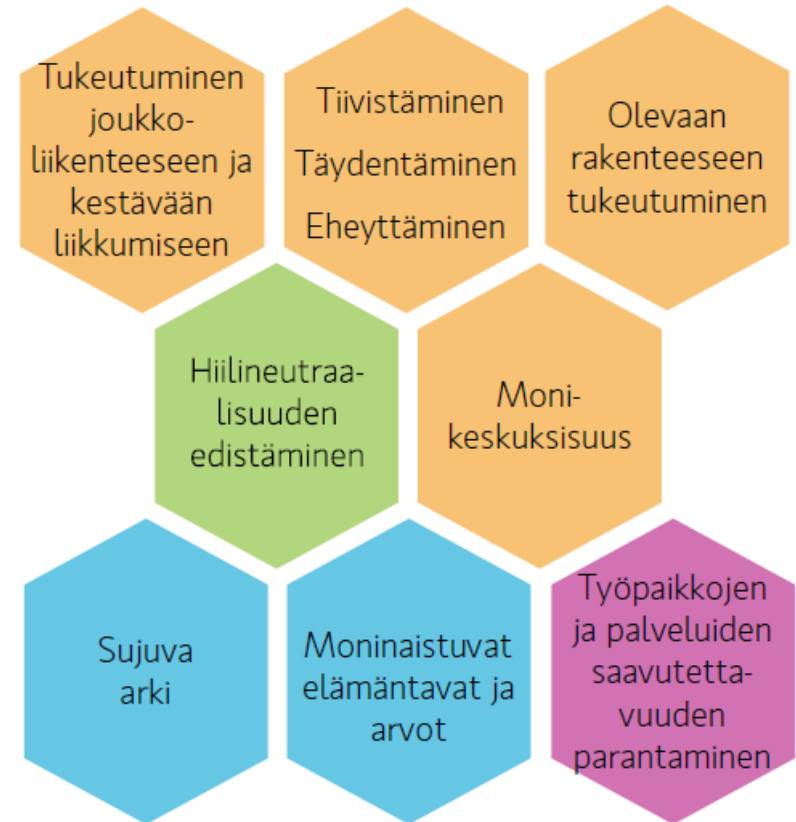 Tukeutuminen
joukko-
liikenteeseen ja
kestävään
liikkumiseen
Tiivistäminen
Täydentäminen
Eheyttäminen
Olevaan
rakenteeseen
tukeutuminen
Hiilineutraa-
lisuuden
edistäminen
Moni-
keskuksisuus
Sujuva
arki
Moninaistuvat
elämäntavat ja
arvot
Työpaikkojen
ja palveluiden
saavutetta-
vuuden
parantaminen